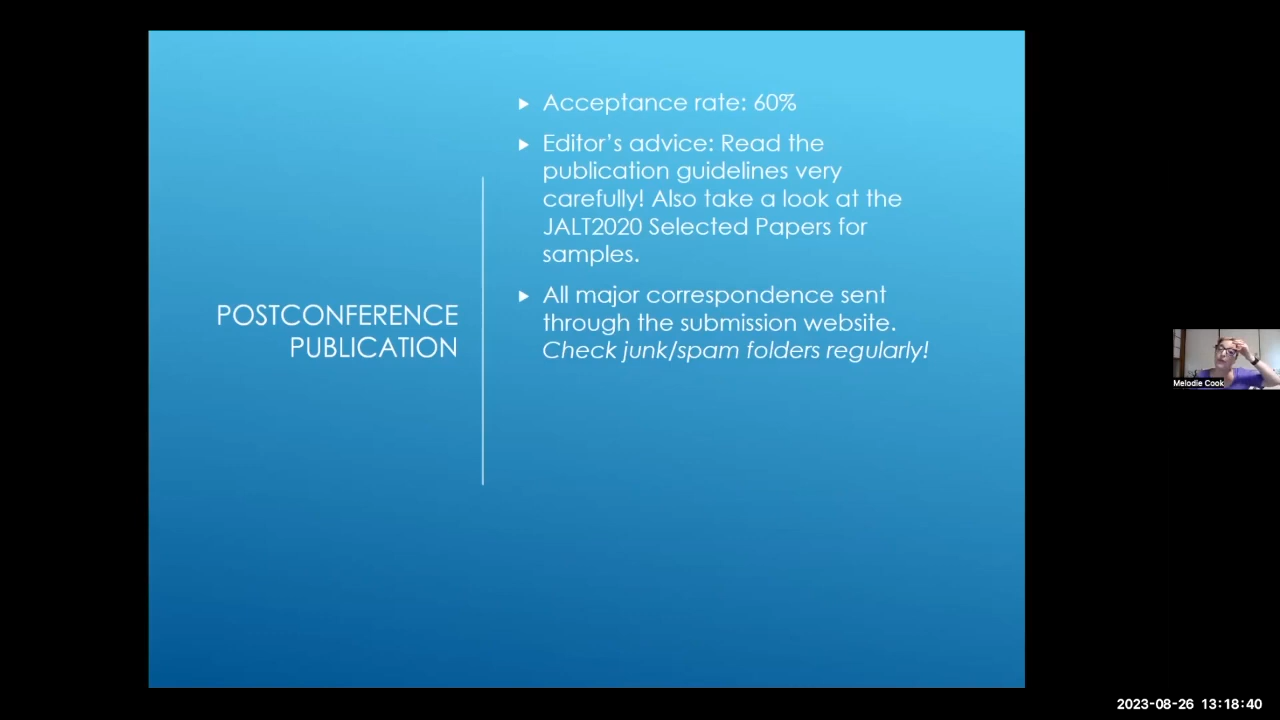 POSTCONFERENCE
PUBLICATION
Acceptance rate: 60%
Editor's advice: Read the
publication guidelines very
carefully! Also take a look at the
JALT2020 Selected Papers for
samples.
All major correspondence sent
through the submission website.
Check junk/spam folders regularly!
Melodie Cook
2023-08-26 13:18:40